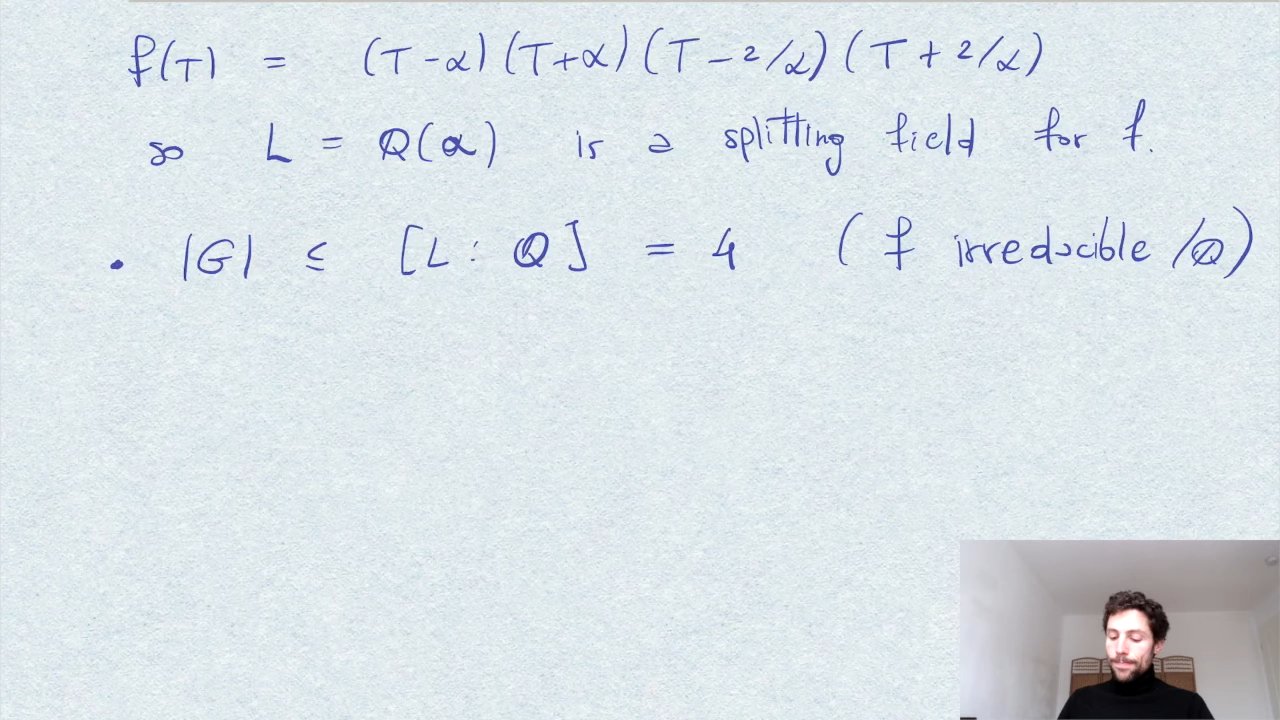 f(T) = (T-α)(T+α)(T-2/α)(T+2/α)
so L = ℚ(α) is a splitting field for f.
• |G| ≤ [L : ℚ] = 4 (f irreducible /ℚ)